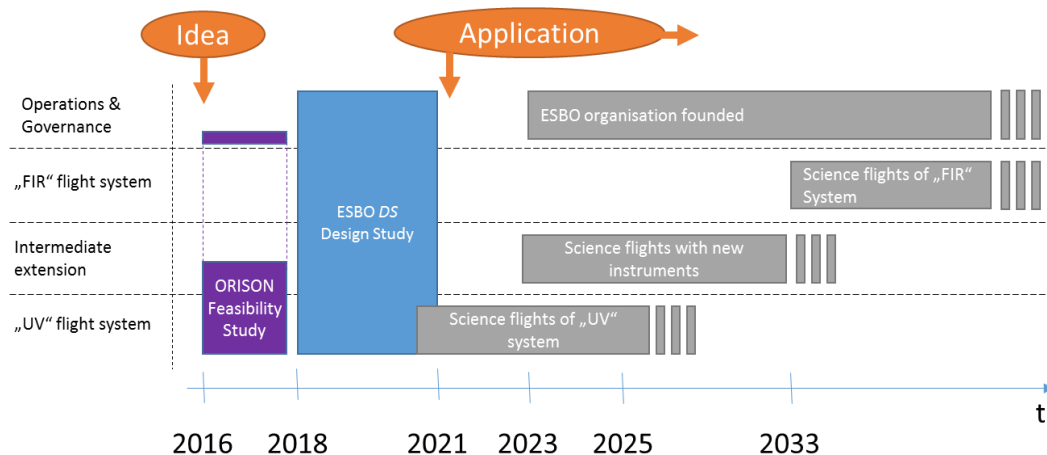 Idea
Application
Operations &
Governance
ESBO organisation founded
„FIR“ flight system
Science flights of „FIR“
System
ESBO DS
Design Study
Intermediate
extension
Science flights with new
instruments
ORISON
Feasibility
Study
„UV“ flight system
Science flights of „UV“
system
t
2016
2018
2021
2023
2025
2033